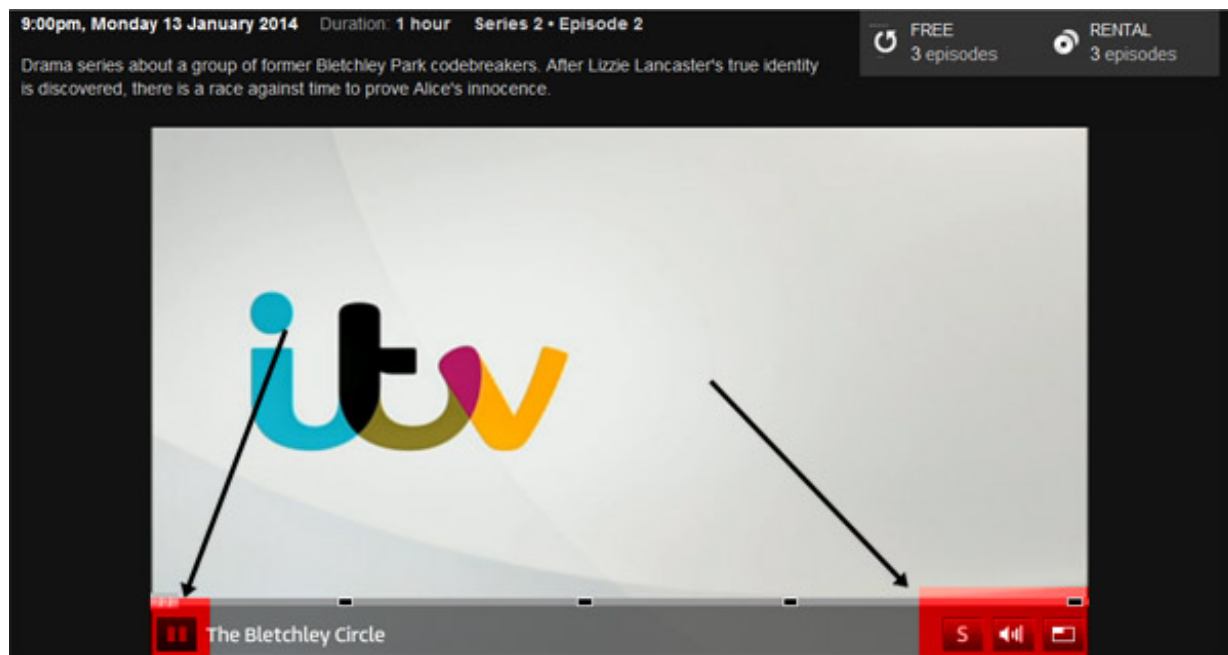 9:00pm, Monday 13 January 2014 Duration: 1 hour Series 2 • Episode 2
FREE
3 episodes
RENTAL
3 episodes
Drama series about a group of former Bletchley Park codebreakers. After Lizzie Lancaster's true identity
is discovered, there is a race against time to prove Alice's innocence.
itv
The Bletchley Circle
S